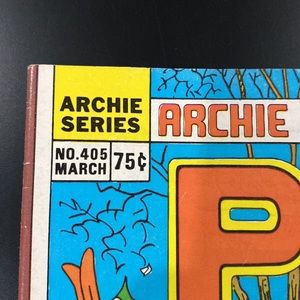 ARCHIE
SERIES
ARCHIE
NO. 405
MARCH
75¢
P